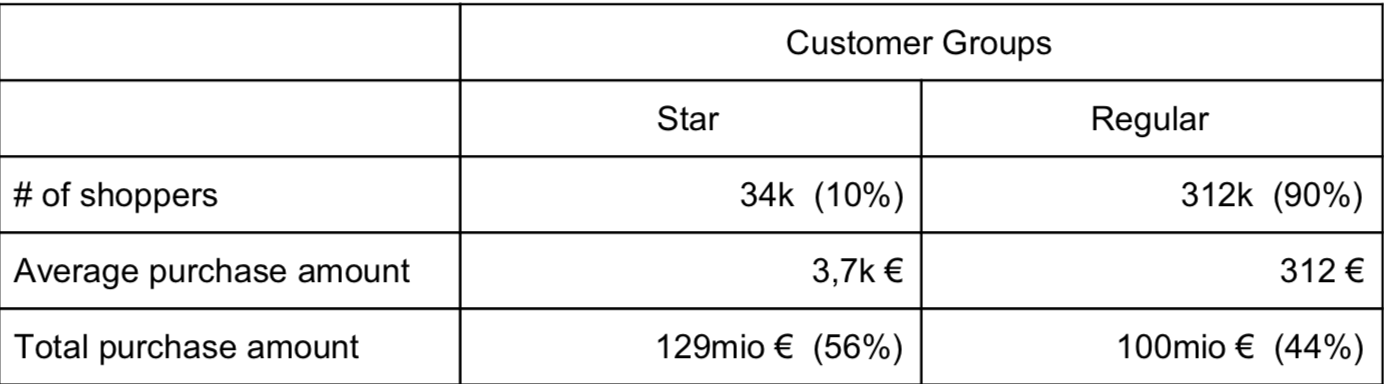 Customer Groups
Star Regular
# of shoppers 34k (10%) 312k (90%)
Average purchase amount 3,7k € 312 €
Total purchase amount 129mio € (56%) 100mio € (44%)